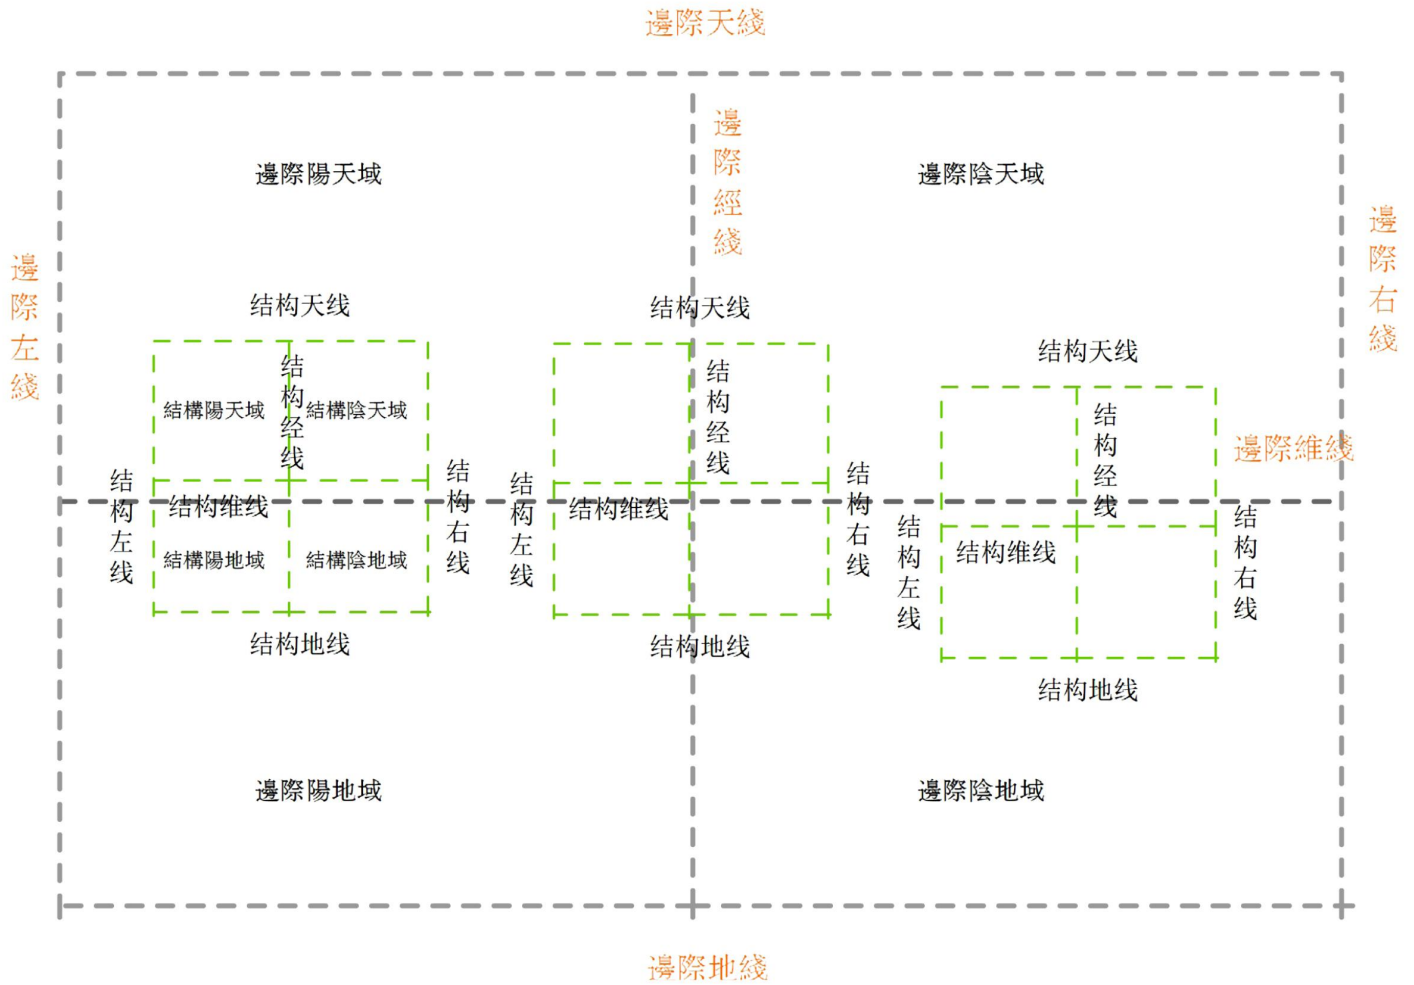 邊際天綫
邊際經綫
邊際陽天域
邊際陰天域
邊際左綫
邊際右綫
结构天线
结构天线
结构天线
结构经线
结构经线
结构经线
結構陽天域
結構陰天域
邊際維綫
结构左线
结构右线
结构左线
结构右线
结构左线
结构右线
结构维线
结构维线
结构维线
結構陽地域
結構陰地域
结构地线
结构地线
结构地线
邊際陽地域
邊際陰地域
邊際地綫